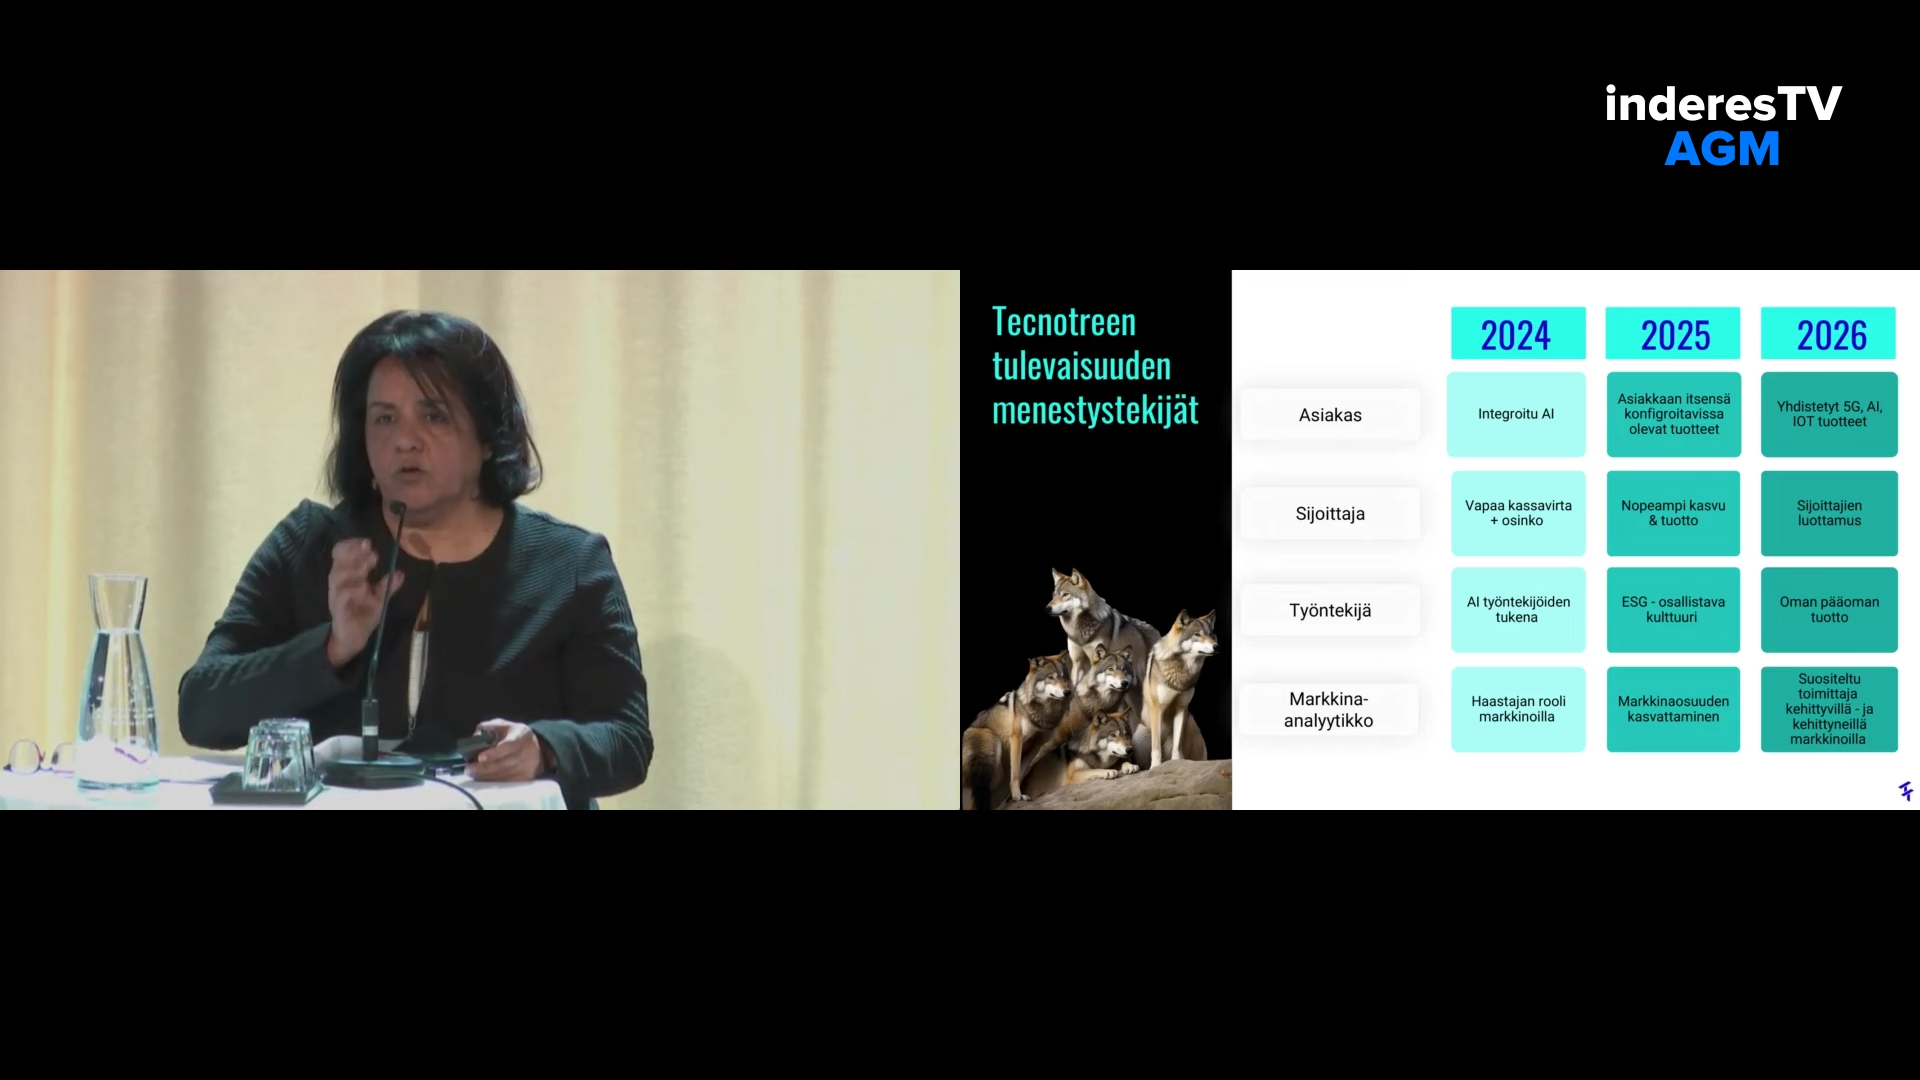 inderesTV
AGM
Tecnotreen
tulevaisuuden
menestystekijät
2024
2025
2026
Asiakas
Integroitu AI
Asiakkaan itsensä
konfigroitavissa
olevat tuotteet
Yhdistetyt 5G, AI,
IOT tuotteet
Sijoittaja
Vapaa kassavirta
+ osinko
Nopeampi kasvu
& tuotto
Sijoittajien
luottamus
Työntekijä
AI työntekijöiden
tukena
ESG - osallistava
kulttuuri
Oman pääoman
tuotto
Markkina-
analyytikko
Haastajan rooli
markkinoilla
Markkinaosuuden
kasvattaminen
Suositeltu
toimittaja
kehittyvillä - ja
kehittyneillä
markkinoilla